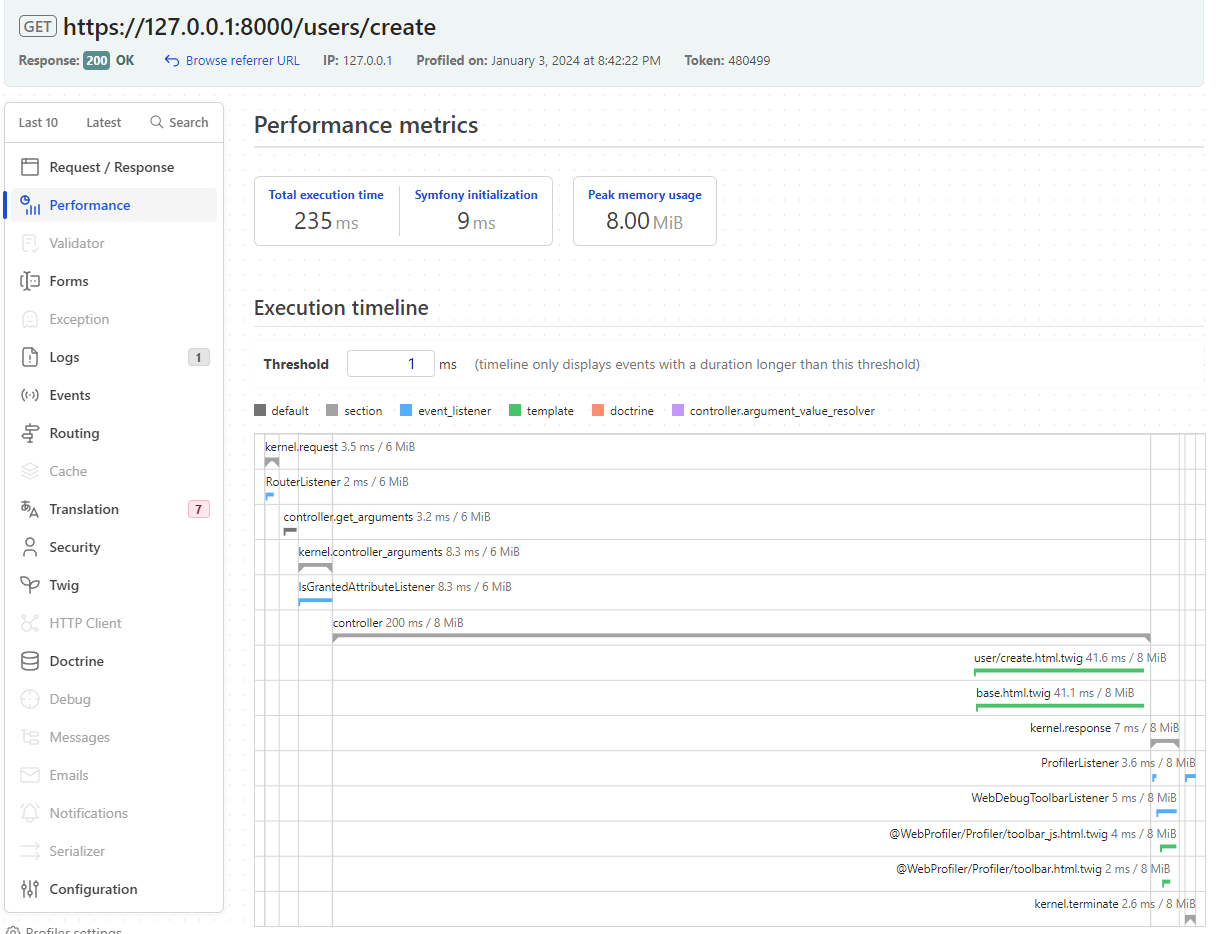 GET https://127.0.0.1:8000/users/create
Response: 200 OK Browse referrer URL IP: 127.0.0.1 Profiled on: January 3, 2024 at 8:42:22 PM Token: 480499
Last 10 Latest Search
Request / Response
Performance
Validator
Forms
Exception
Logs 1
Events
Routing
Cache
Translation 7
Security
Twig
HTTP Client
Doctrine
Debug
Messages
Emails
Notifications
Serializer
Configuration
Profiler settings
Performance metrics
Total execution time Symfony initialization Peak memory usage
235 ms 9 ms 8.00 MiB
Execution timeline
Threshold 1 ms (timeline only displays events with a duration longer than this threshold)
default section event_listener template doctrine controller.argument_value_resolver
kernel.request 3.5 ms / 6 MiB
RouterListener 2 ms / 6 MiB
controller.get_arguments 3.2 ms / 6 MiB
kernel.controller_arguments 8.3 ms / 6 MiB
IsGrantedAttributeListener 8.3 ms / 6 MiB
controller 200 ms / 8 MiB
user/create.html.twig 41.6 ms / 8 MiB
base.html.twig 41.1 ms / 8 MiB
kernel.response 7 ms / 8 MiB
ProfilerListener 3.6 ms / 8 MiB
WebDebugToolbarListener 5 ms / 8 MiB
@WebProfiler/Profiler/toolbar_js.html.twig 4 ms / 8 MiB
@WebProfiler/Profiler/toolbar.html.twig 2 ms / 8 MiB
kernel.terminate 2.6 ms / 8 MiB